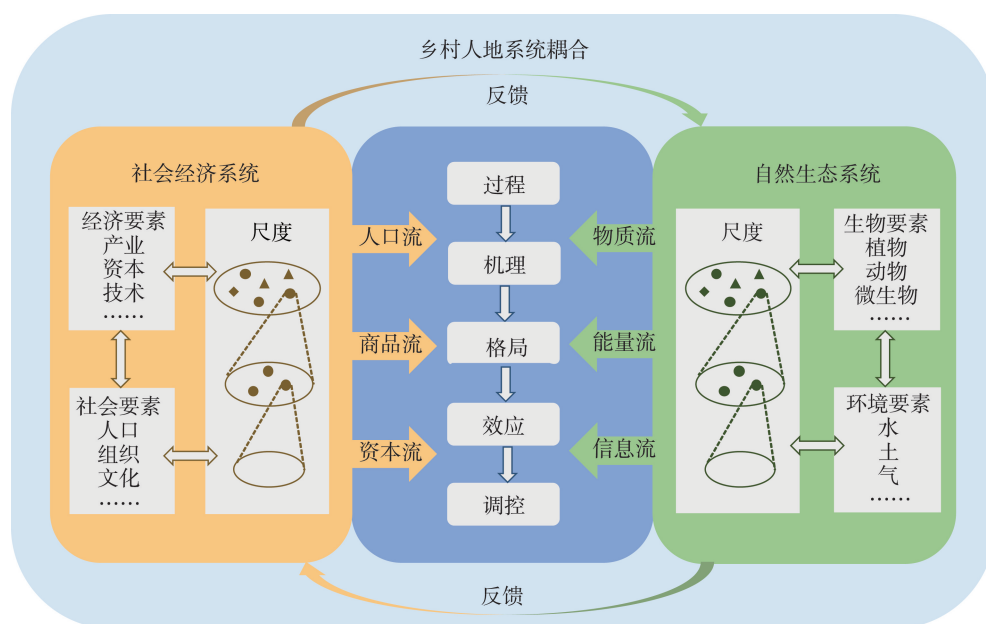 乡村人地系统耦合
反馈
社会经济系统
经济要素
产业
资本
技术
……
社会要素
人口
组织
文化
……
尺度
人口流
商品流
资本流
过程
机理
格局
效应
调控
物质流
能量流
信息流
自然生态系统
尺度
生物要素
植物
动物
微生物
……
环境要素
水
土
气
……
反馈